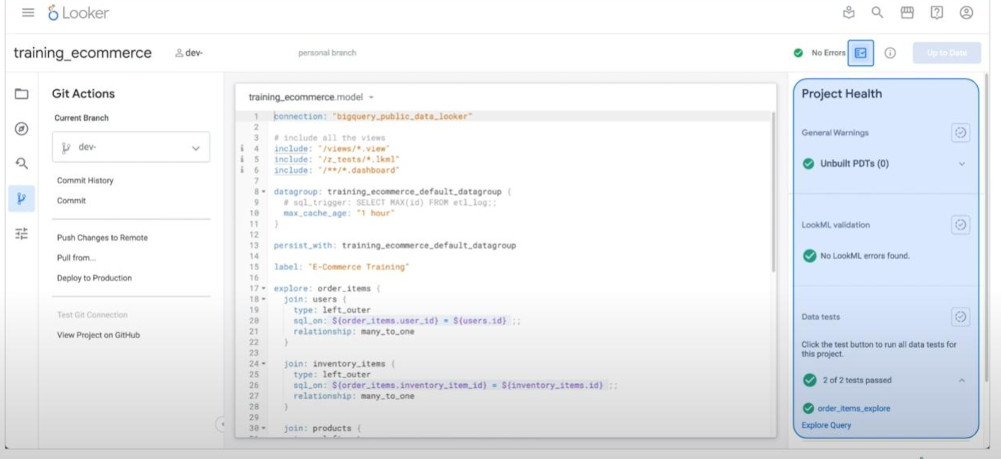 Looker
training_ecommerce
dev-
personal branch
No Errors
Up to Date
Git Actions
Current Branch
dev-
Commit History
Commit
Push Changes to Remote
Pull from...
Deploy to Production
Test Git Connection
View Project on GitHub
training_ecommerce.model
1 connection: "bigquery_public_data_looker"
2
3 # include all the views
4 include: "/views/*.view"
5 include: "/z_tests/*.lkml"
6 include: "/**/*.dashboard"
7
8 datagroup: training_ecommerce_default_datagroup {
9 # sql_trigger: SELECT MAX(id) FROM etl_log;;
10 max_cache_age: "1 hour"
11 }
12
13 persist_with: training_ecommerce_default_datagroup
14
15 label: "E-Commerce Training"
16
17 explore: order_items {
18 join: users {
19 type: left_outer
20 sql_on: ${order_items.user_id} = ${users.id} ;;
21 relationship: many_to_one
22 }
23
24 join: inventory_items {
25 type: left_outer
26 sql_on: ${order_items.inventory_item_id} = ${inventory_items.id} ;;
27 relationship: many_to_one
28 }
29
30 join: products {
Project Health
General Warnings
Unbuilt PDTs (0)
LookML validation
No LookML errors found.
Data tests
Click the test button to run all data tests for
this project.
2 of 2 tests passed
order_items_explore
Explore Query